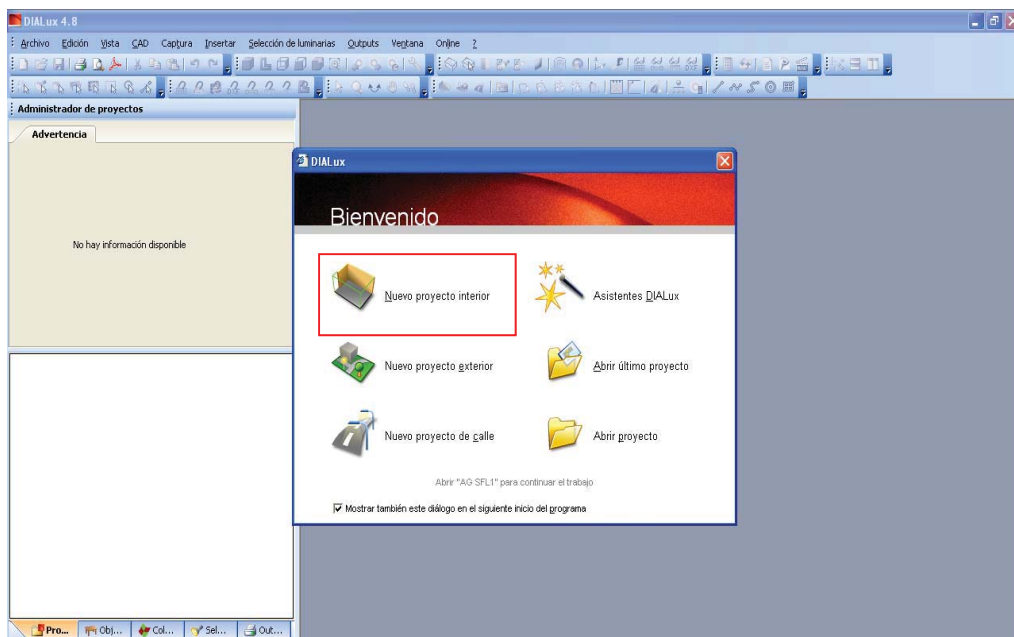 DIALux 4.8
Archivo Edición Vista CAD Captura Insertar Selección de luminarias Outputs Ventana Online ?
Administrador de proyectos
Advertencia
No hay información disponible
DIALux
Bienvenido
Nuevo proyecto interior
Asistentes DIALux
Nuevo proyecto exterior
Abrir último proyecto
Nuevo proyecto de calle
Abrir proyecto
Abrir "AG SFL1" para continuar el trabajo
Mostrar también este diálogo en el siguiente inicio del programa
Pro... Obj... Col... Sel... Out...